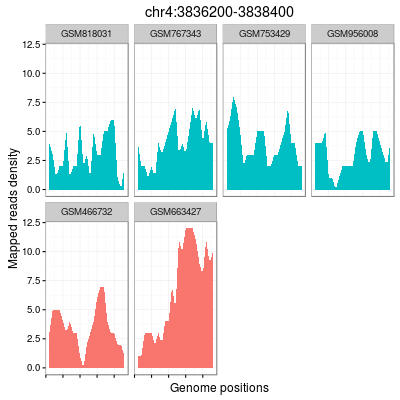 chr4:3836200-3838400
GSM818031 GSM767343 GSM753429 GSM956008
12.5
10.0
7.5
5.0
2.5
0.0
Mapped reads density
GSM466732 GSM663427
12.5
10.0
7.5
5.0
2.5
0.0
Genome positions